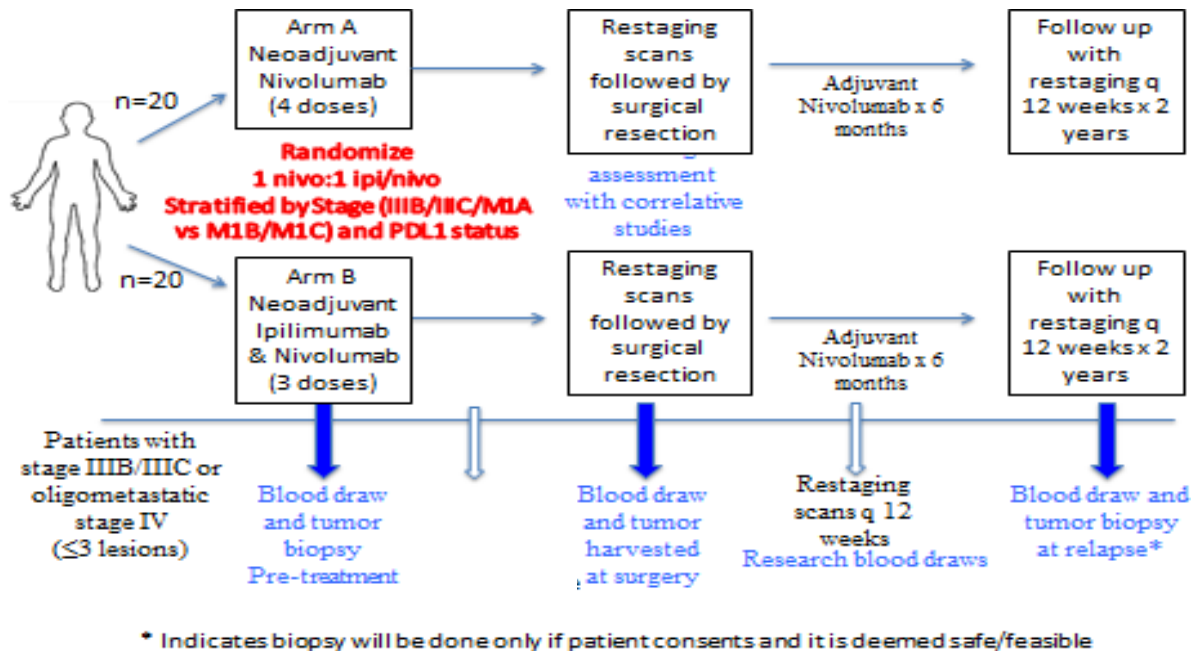 Arm A
Neoadjuvant
Nivolumab
(4 doses)
Restaging
scans
followed by
surgical
resection
Adjuvant
Nivolumab x 6
months
Follow up
with
restaging q
12 weeks x 2
years
n=20
Randomize
1 nivo:1 ipi/nivo
Stratified by Stage (IIIB/IIIC/M1A
vs M1B/M1C) and PDL1 status
assessment
with correlative
studies
n=20
Arm B
Neoadjuvant
Ipilimumab
& Nivolumab
(3 doses)
Restaging
scans
followed by
surgical
resection
Adjuvant
Nivolumab x 6
months
Follow up
with
restaging q
12 weeks x 2
years
Patients with
stage IIIB/IIIC or
oligometastatic
stage IV
(≤3 lesions)
Blood draw
and tumor
biopsy
Pre-treatment
Blood draw
and tumor
harvested
at surgery
Restaging
scans q 12
weeks
Research blood draws
Blood draw and
tumor biopsy
at relapse*
* Indicates biopsy will be done only if patient consents and it is deemed safe/feasible